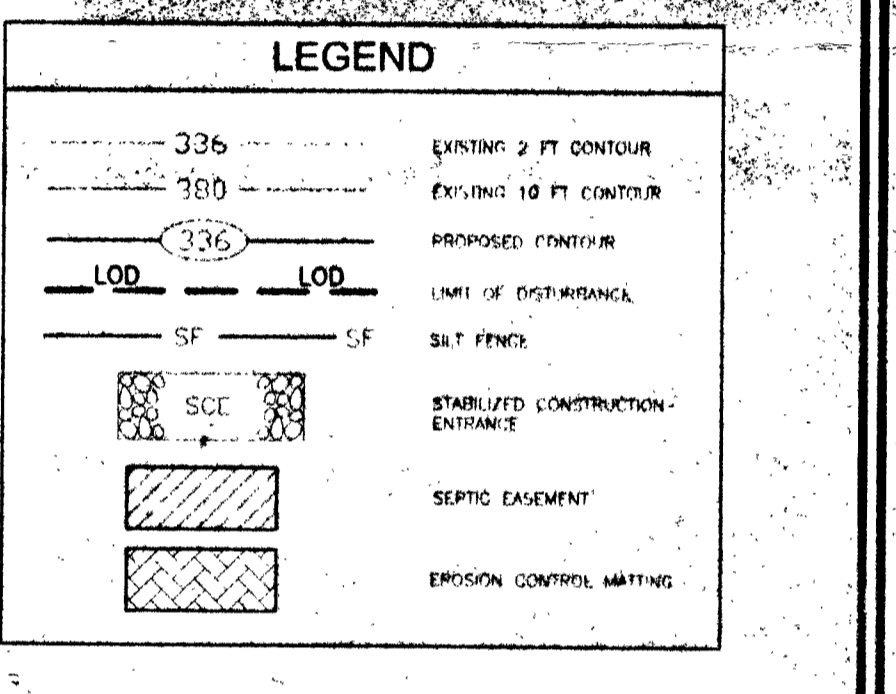 LEGEND
336 EXISTING 2 FT CONTOUR
380 EXISTING 10 FT CONTOUR
336 PROPOSED CONTOUR
LOD LOD LIMIT OF DISTURBANCE
SF SF SILT FENCE
SCE STABILIZED CONSTRUCTION
ENTRANCE
SEPTIC EASEMENT
EROSION CONTROL MATTING